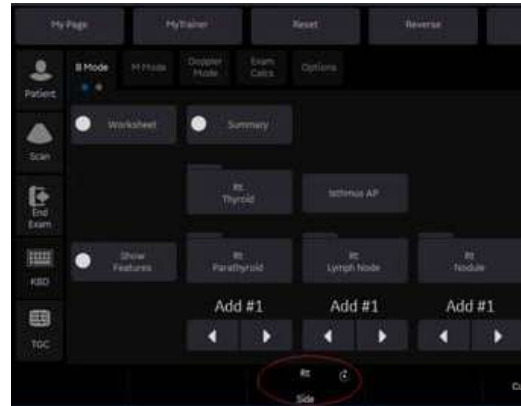 My Page
MyTrainer
Reset
Reverse
Patient
B Mode
M Mode
Doppler
Mode
Exam
Calcs
Options
Worksheet
Summary
Scan
Rt
Thyroid
Isthmus AP
End
Exam
Show
Features
Rt
Parathyroid
Rt
Lymph Node
Rt
Nodule
KBD
Add #1
Add #1
Add #1
TGC
Rt
Side
Cu